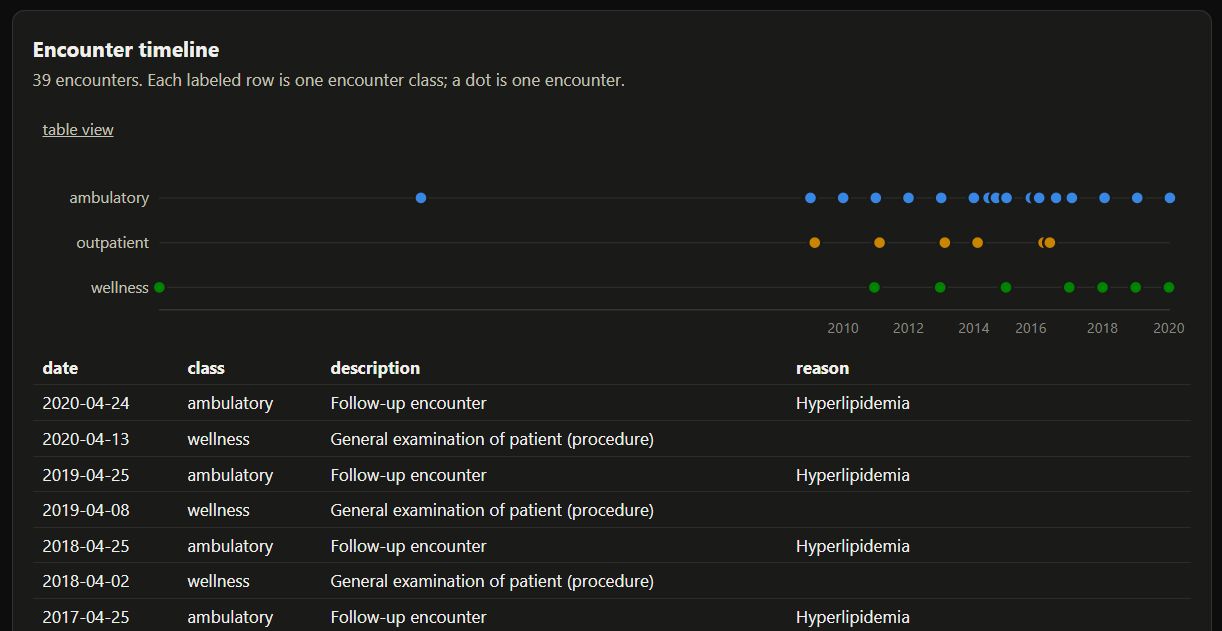 Encounter timeline
39 encounters. Each labeled row is one encounter class; a dot is one encounter.
table view
ambulatory
outpatient
wellness
2010 2012 2014 2016 2018 2020
date class description reason
2020-04-24 ambulatory Follow-up encounter Hyperlipidemia
2020-04-13 wellness General examination of patient (procedure)
2019-04-25 ambulatory Follow-up encounter Hyperlipidemia
2019-04-08 wellness General examination of patient (procedure)
2018-04-25 ambulatory Follow-up encounter Hyperlipidemia
2018-04-02 wellness General examination of patient (procedure)
2017-04-25 ambulatory Follow-up encounter Hyperlipidemia